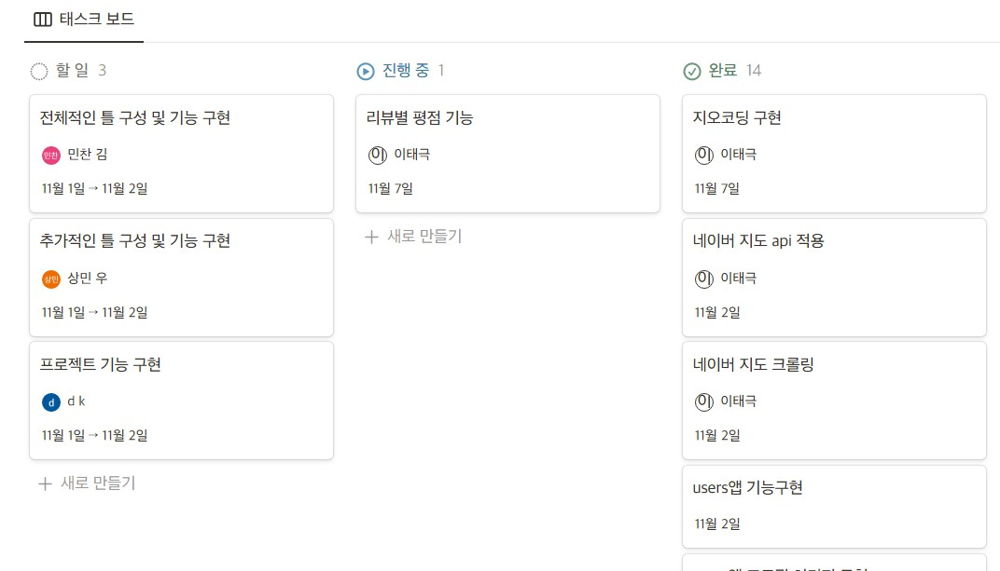 태스크 보드
할 일 3
전체적인 틀 구성 및 기능 구현
민찬 민찬 김
11월 1일 → 11월 2일
추가적인 틀 구성 및 기능 구현
상민 상민 우
11월 1일 → 11월 2일
프로젝트 기능 구현
d d k
11월 1일 → 11월 2일
+ 새로 만들기
진행 중 1
리뷰별 평점 기능
이 이태극
11월 7일
+ 새로 만들기
완료 14
지오코딩 구현
이 이태극
11월 7일
네이버 지도 api 적용
이 이태극
11월 2일
네이버 지도 크롤링
이 이태극
11월 2일
users앱 기능구현
11월 2일